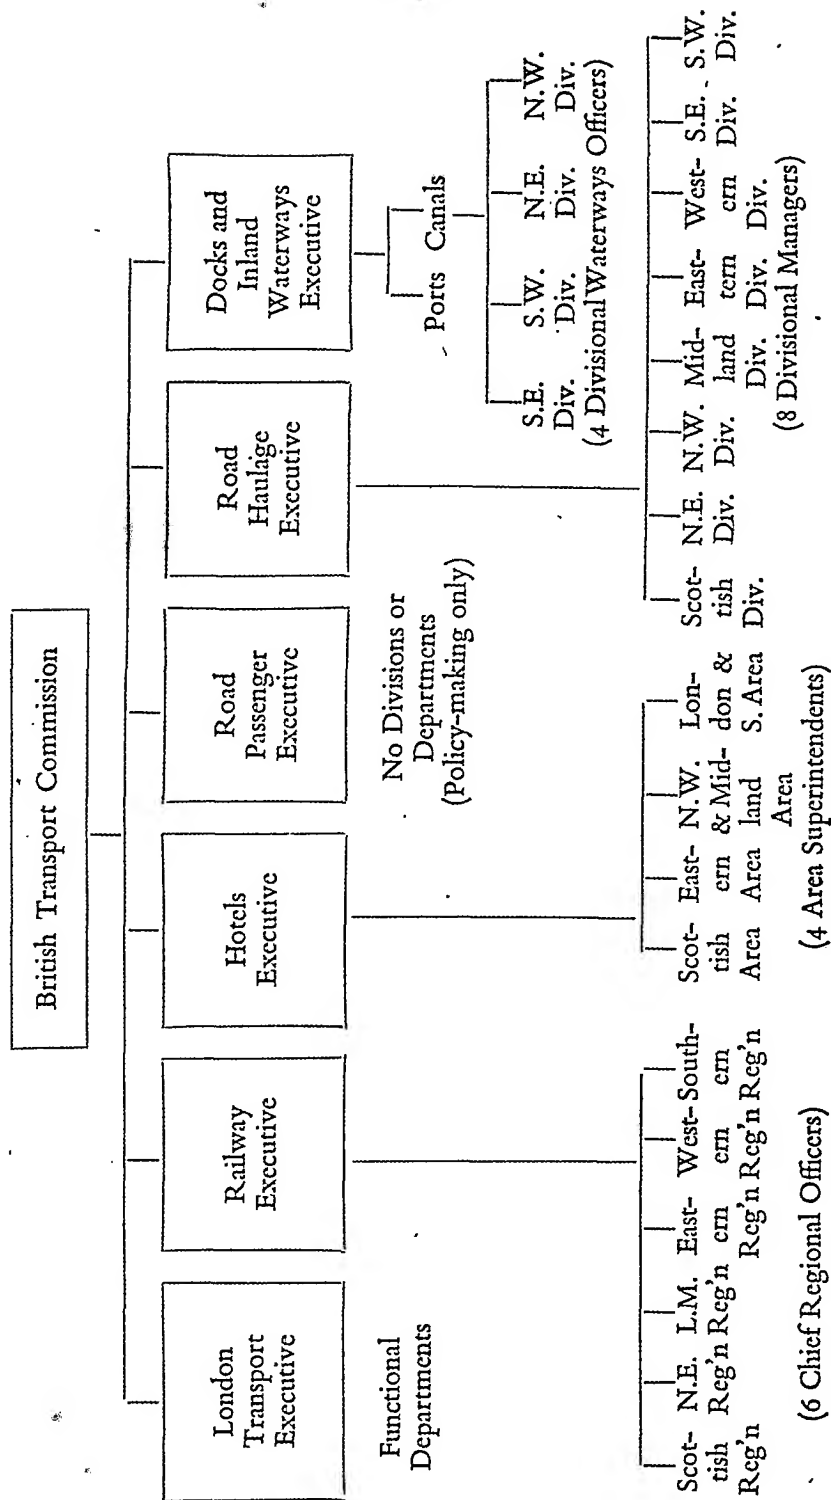 British Transport Commission
London
Transport
Executive
Railway
Executive
Hotels
Executive
Road
Passenger
Executive
Road
Haulage
Executive
Docks and
Inland
Waterways
Executive
Functional
Departments
No Divisions or
Departments
(Policy-making only)
Ports Canals
S.E.
Div.
S.W.
Div.
N.E.
Div.
N.W.
Div.
(4 Divisional Waterways Officers)
Scot-
tish
Reg'n
N.E.
Reg'n
L.M.
Reg'n
East-
ern
Reg'n
West-
ern
Reg'n
South-
ern
Reg'n
(6 Chief Regional Officers)
Scot-
tish
Area
East-
ern
Area
N.W.
& Mid-
land
Area
Lon-
don &
S. Area
(4 Area Superintendents)
Scot-
tish
Div.
N.E.
Div.
N.W.
Div.
Mid-
land
Div.
East-
tern
Div.
West-
ern
Div.
S.E.
Div.
S.W.
Div.
(8 Divisional Managers)